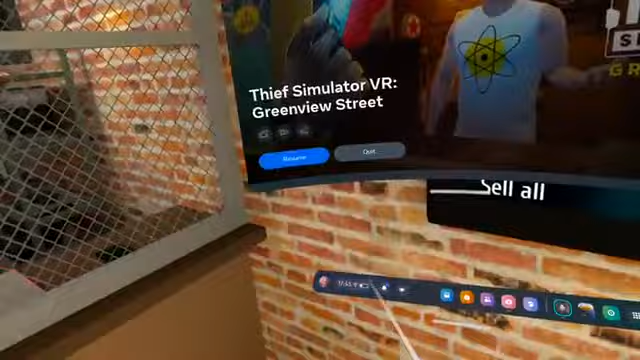 Thief Simulator VR:
Greenview Street
Resume
Quit
Sell all